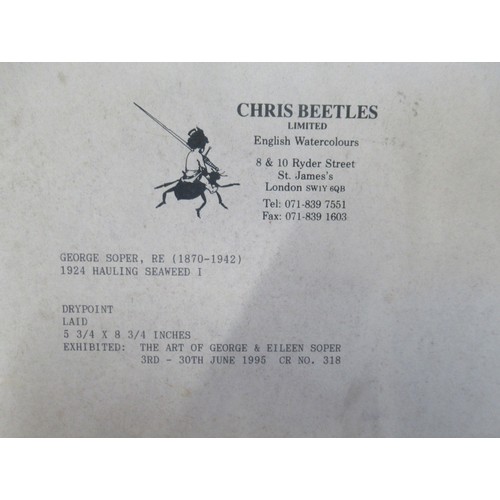 CHRIS BEETLES
LIMITED
English Watercolours
8 & 10 Ryder Street
St. James's
London SW1Y 6QB
Tel: 071-839 7551
Fax: 071-839 1603
GEORGE SOPER, RE (1870-1942)
1924 HAULING SEAWEED I
DRYPOINT
LAID
5 3/4 X 8 3/4 INCHES
EXHIBITED: THE ART OF GEORGE & EILEEN SOPER
3RD - 30TH JUNE 1995 CR NO. 318